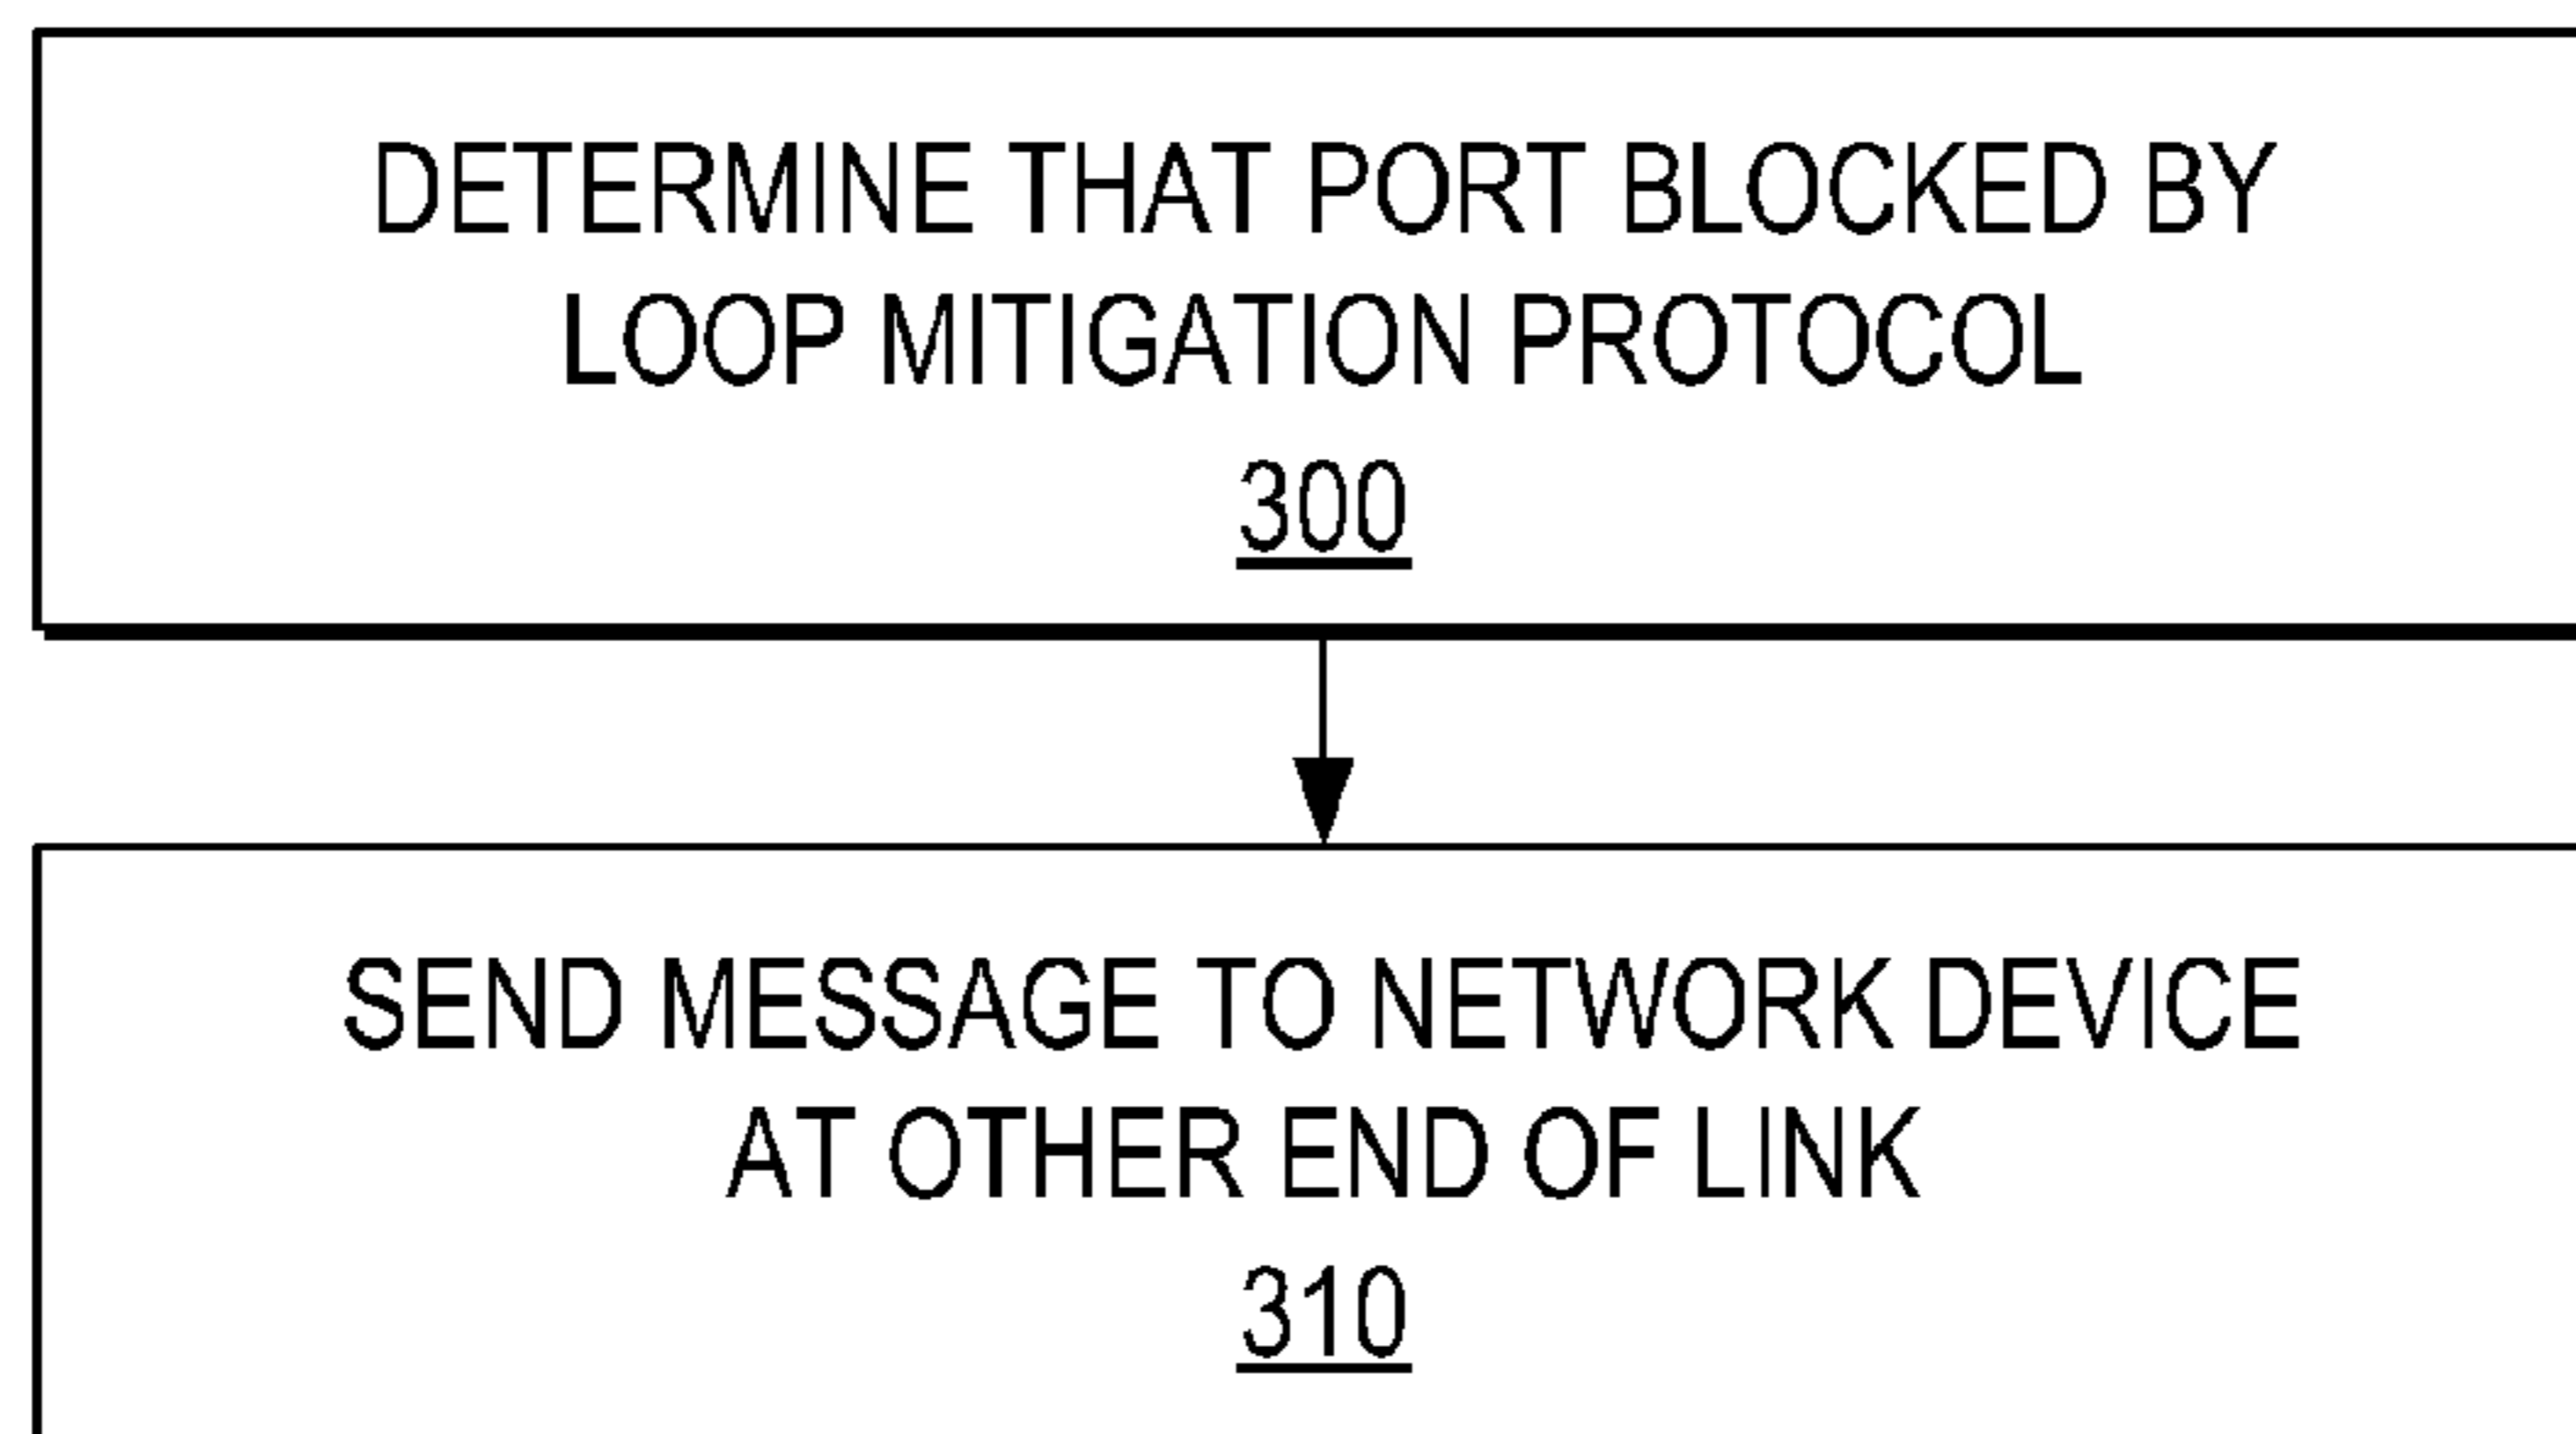 DETERMINE THAT PORT BLOCKED BY
LOOP MITIGATION PROTOCOL
300
SEND MESSAGE TO NETWORK DEVICE
AT OTHER END OF LINK
310